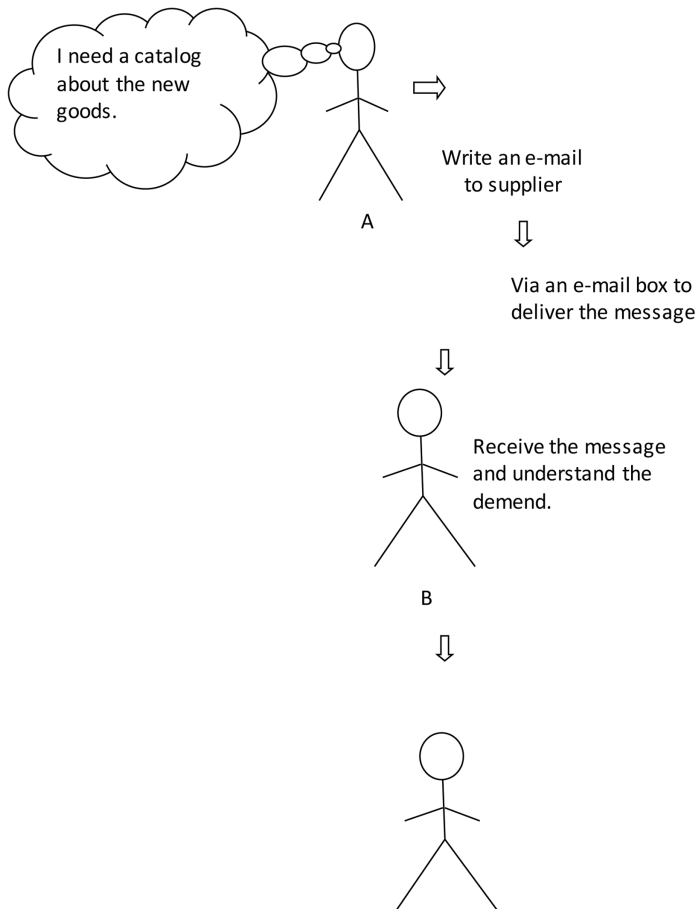 I need a catalog
about the new
goods.
Write an e-mail
to supplier
A
Via an e-mail box to
deliver the message
Receive the message
and understand the
demend.
B